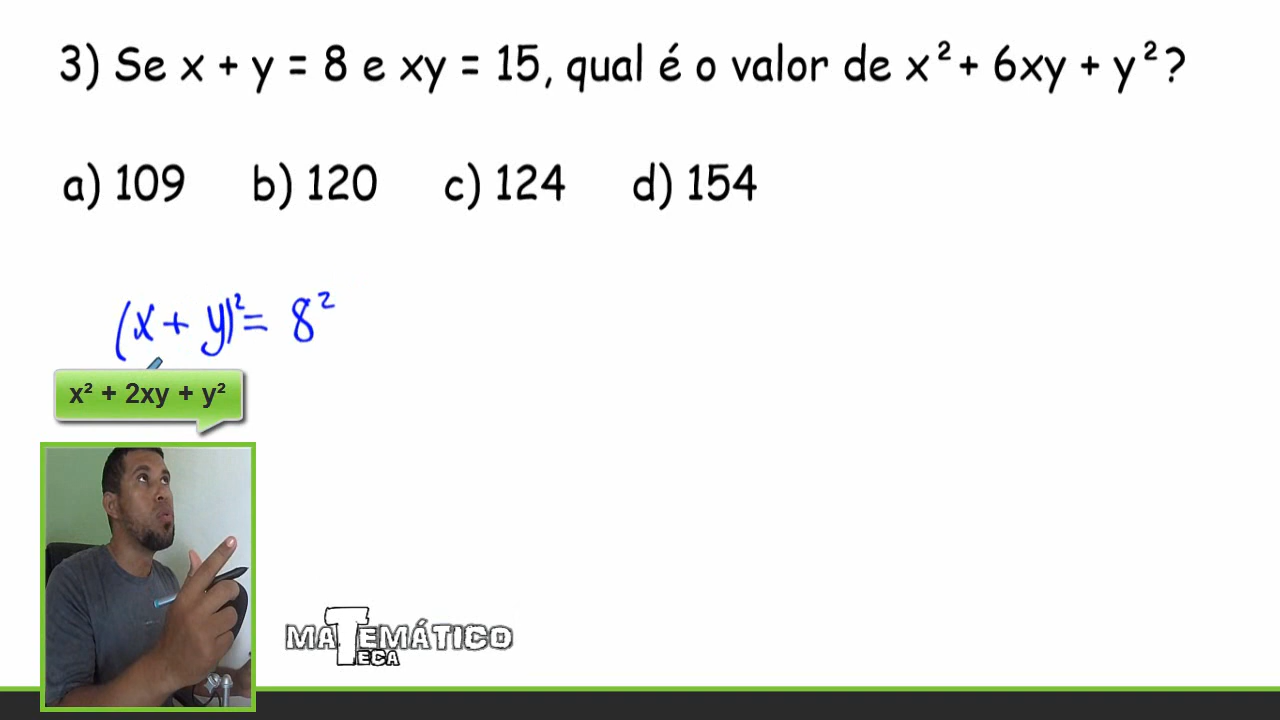 3) Se x + y = 8 e xy = 15, qual é o valor de x² + 6xy + y²?
a) 109 b) 120 c) 124 d) 154
(x + y)² = 8²
x² + 2xy + y²
MATEMÁTICO
TECA